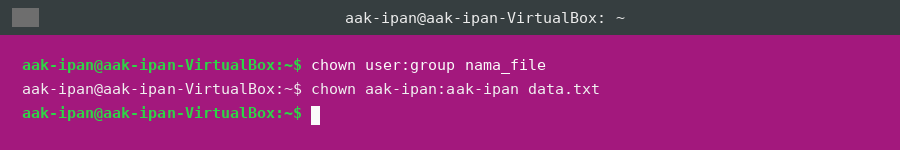 aak-ipan@aak-ipan-VirtualBox: ~
aak-ipan@aak-ipan-VirtualBox:~$ chown user:group nama_file
aak-ipan@aak-ipan-VirtualBox:~$ chown aak-ipan:aak-ipan data.txt
aak-ipan@aak-ipan-VirtualBox:~$